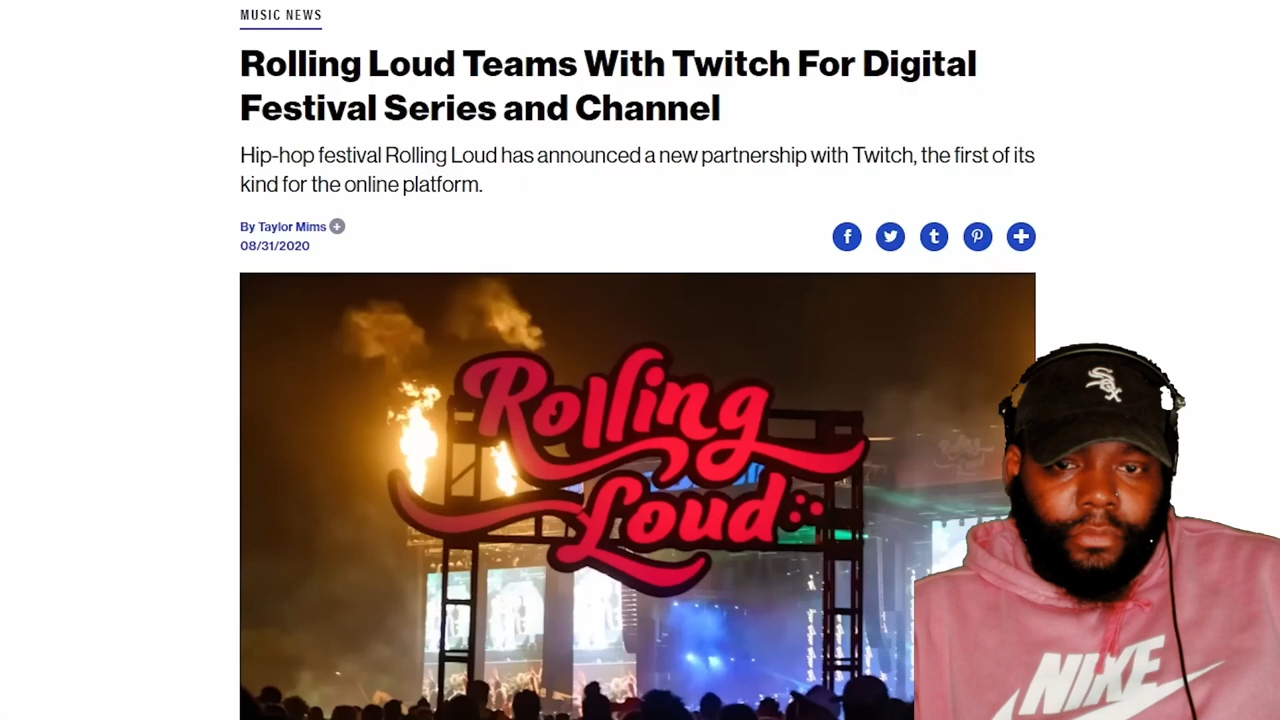 MUSIC NEWS
Rolling Loud Teams With Twitch For Digital
Festival Series and Channel
Hip-hop festival Rolling Loud has announced a new partnership with Twitch, the first of its
kind for the online platform.
By Taylor Mims
08/31/2020
Rolling
Loud
Sox
NIKE